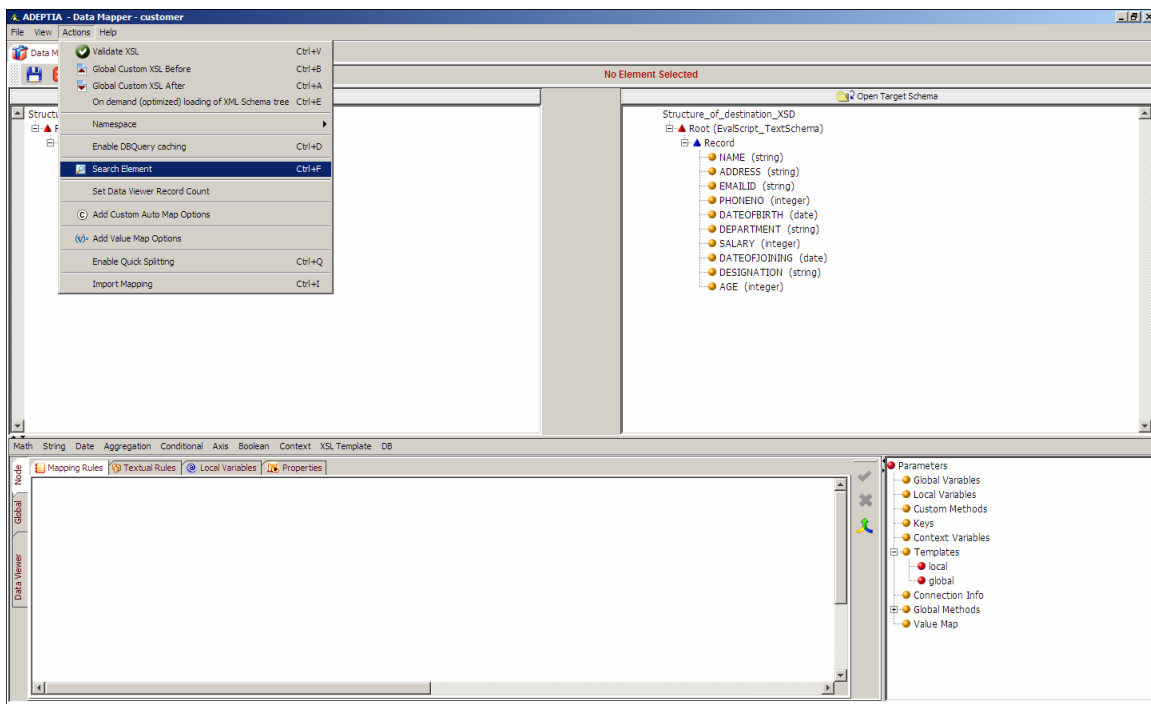 ADEPTIA - Data Mapper - customer
File View Actions Help
Data M
No Element Selected
Validate XSL Ctrl+V
Global Custom XSL Before Ctrl+B
Global Custom XSL After Ctrl+A
On demand (optimized) loading of XML Schema tree Ctrl+E
Namespace
Enable DBQuery caching Ctrl+D
Search Element Ctrl+F
Set Data Viewer Record Count
Add Custom Auto Map Options
(V)= Add Value Map Options
Enable Quick Splitting Ctrl+Q
Import Mapping Ctrl+I
Open Target Schema
Structure_of_destination_XSD
Root (EvalScript_TextSchema)
Record
NAME (string)
ADDRESS (string)
EMAILID (string)
PHONENO (integer)
DATEOFBIRTH (date)
DEPARTMENT (string)
SALARY (integer)
DATEOFJOINING (date)
DESIGNATION (string)
AGE (integer)
Math String Date Aggregation Conditional Axis Boolean Context XSL Template DB
Node
Global
Data Viewer
Mapping Rules Textual Rules Local Variables Properties
Parameters
Global Variables
Local Variables
Custom Methods
Keys
Context Variables
Templates
local
global
Connection Info
Global Methods
Value Map